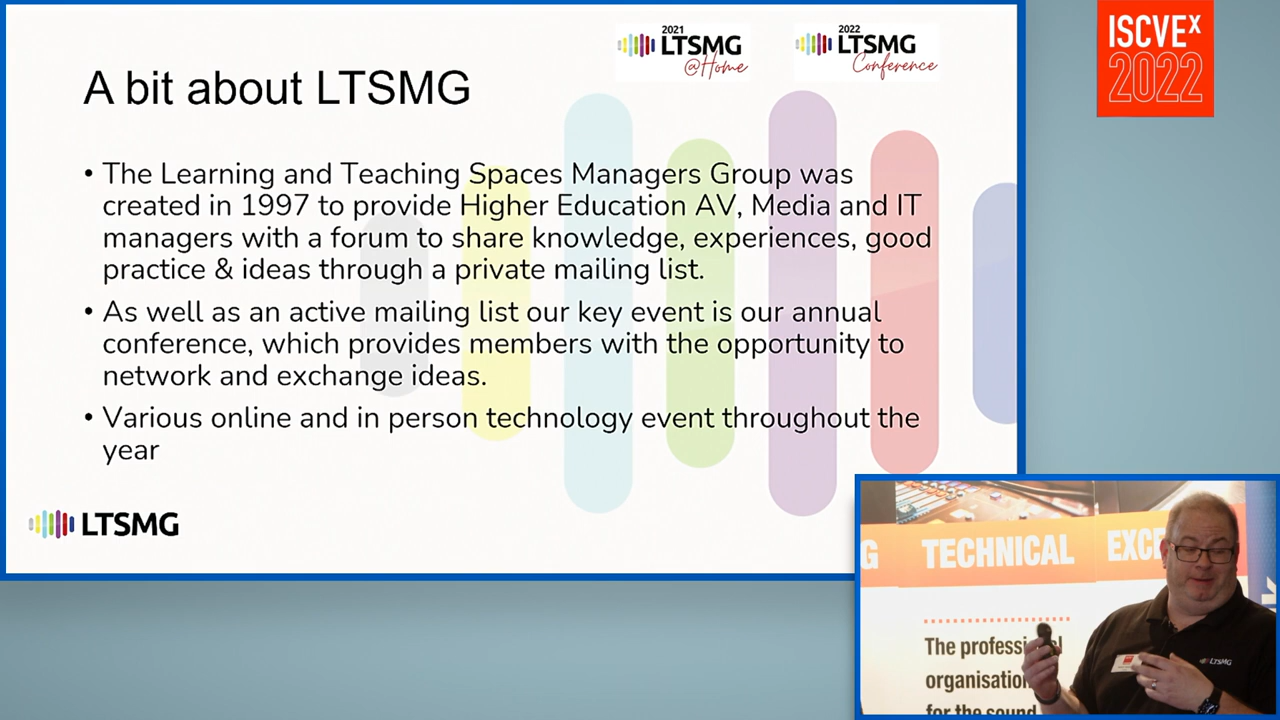 A bit about LTSMG
2021
LTSMG
@Home
2022
LTSMG
Conference
ISCVEx
2022
• The Learning and Teaching Spaces Managers Group was
created in 1997 to provide Higher Education AV, Media and IT
managers with a forum to share knowledge, experiences, good
practice & ideas through a private mailing list.
• As well as an active mailing list our key event is our annual
conference, which provides members with the opportunity to
network and exchange ideas.
• Various online and in person technology event throughout the
year
LTSMG
G TECHNICAL EXCE
The professi l
organisation
for the sound
LTSMG